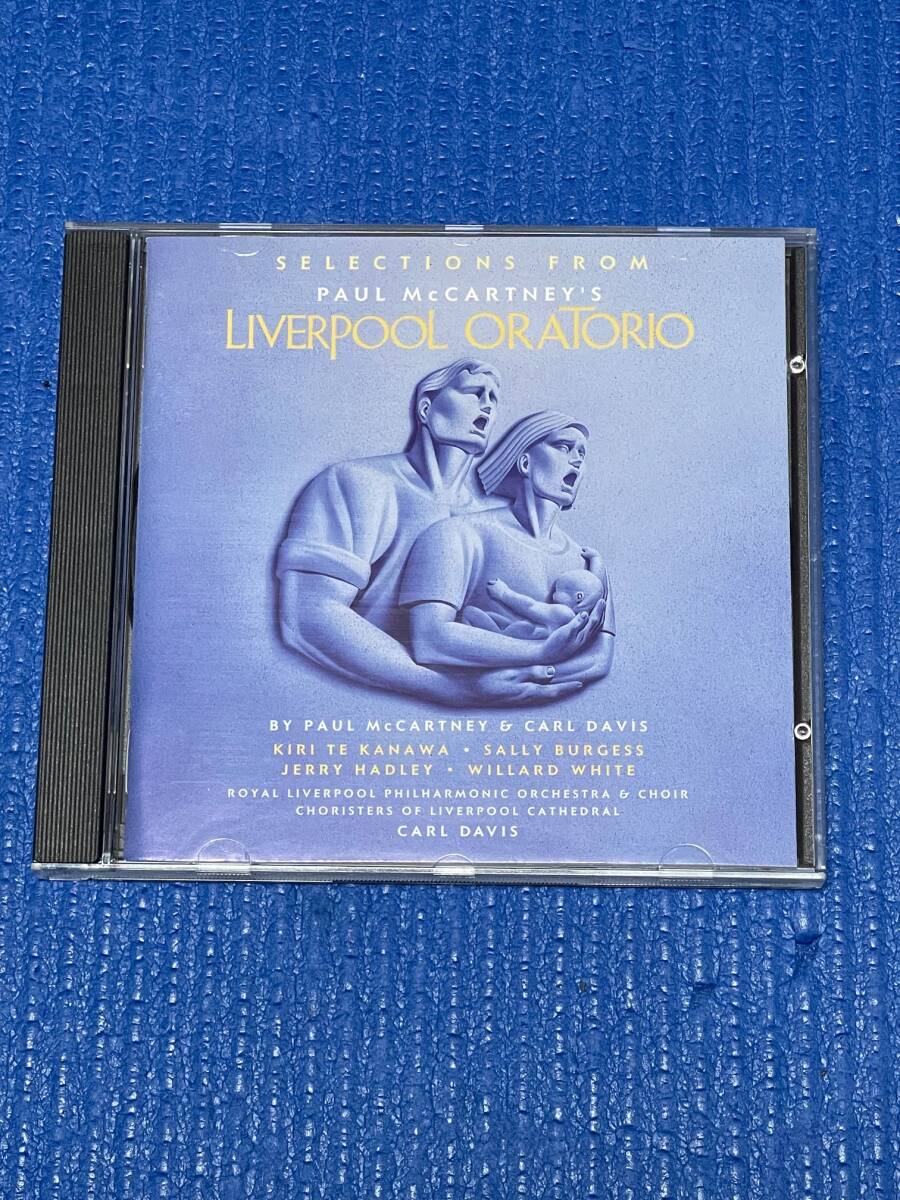 SELECTIONS FROM
PAUL McCARTNEY'S
LIVERPOOL ORATORIO
BY PAUL McCARTNEY & CARL DAVIS
KIRI TE KANAWA • SALLY BURGESS
JERRY HADLEY • WILLARD WHITE
ROYAL LIVERPOOL PHILHARMONIC ORCHESTRA & CHOIR
CHORISTERS OF LIVERPOOL CATHEDRAL
CARL DAVIS